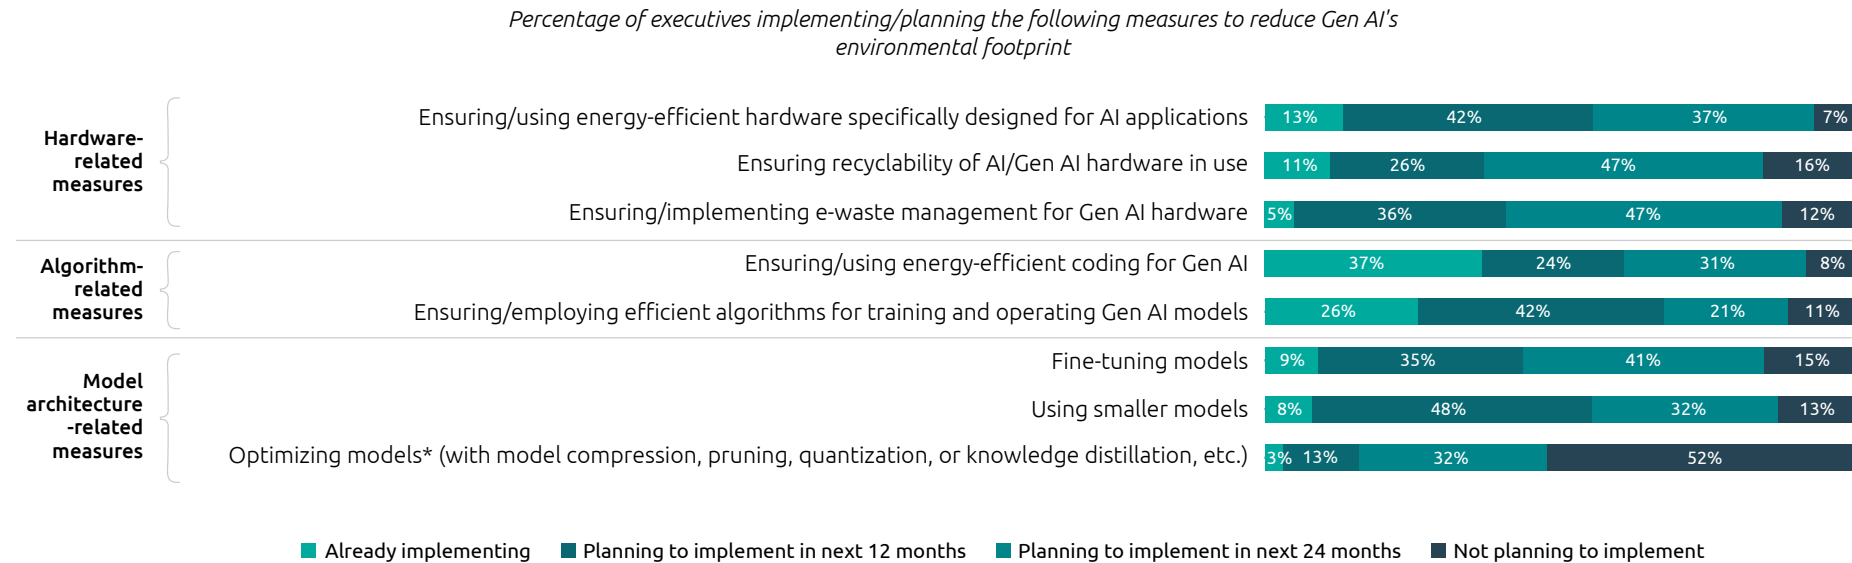 Percentage of executives implementing/planning the following measures to reduce Gen AI's
environmental footprint
Hardware-
related
measures
Ensuring/using energy-efficient hardware specifically designed for AI applications
13% 42% 37% 7%
Ensuring recyclability of AI/Gen AI hardware in use
11% 26% 47% 16%
Ensuring/implementing e-waste management for Gen AI hardware
5% 36% 47% 12%
Algorithm-
related
measures
Ensuring/using energy-efficient coding for Gen AI
37% 24% 31% 8%
Ensuring/employing efficient algorithms for training and operating Gen AI models
26% 42% 21% 11%
Model
architecture
-related
measures
Fine-tuning models
9% 35% 41% 15%
Using smaller models
8% 48% 32% 13%
Optimizing models* (with model compression, pruning, quantization, or knowledge distillation, etc.)
3% 13% 32% 52%
Already implementing
Planning to implement in next 12 months
Planning to implement in next 24 months
Not planning to implement